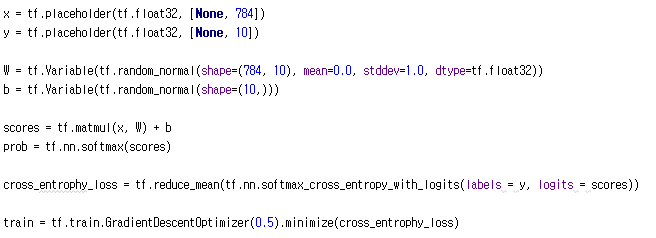 x = tf.placeholder(tf.float32, [None, 784])
y = tf.placeholder(tf.float32, [None, 10])
W = tf.Variable(tf.random_normal(shape=(784, 10), mean=0.0, stddev=1.0, dtype=tf.float32))
b = tf.Variable(tf.random_normal(shape=(10,)))
scores = tf.matmul(x, W) + b
prob = tf.nn.softmax(scores)
cross_entrophy_loss = tf.reduce_mean(tf.nn.softmax_cross_entropy_with_logits(labels = y, logits = scores))
train = tf.train.GradientDescentOptimizer(0.5).minimize(cross_entrophy_loss)